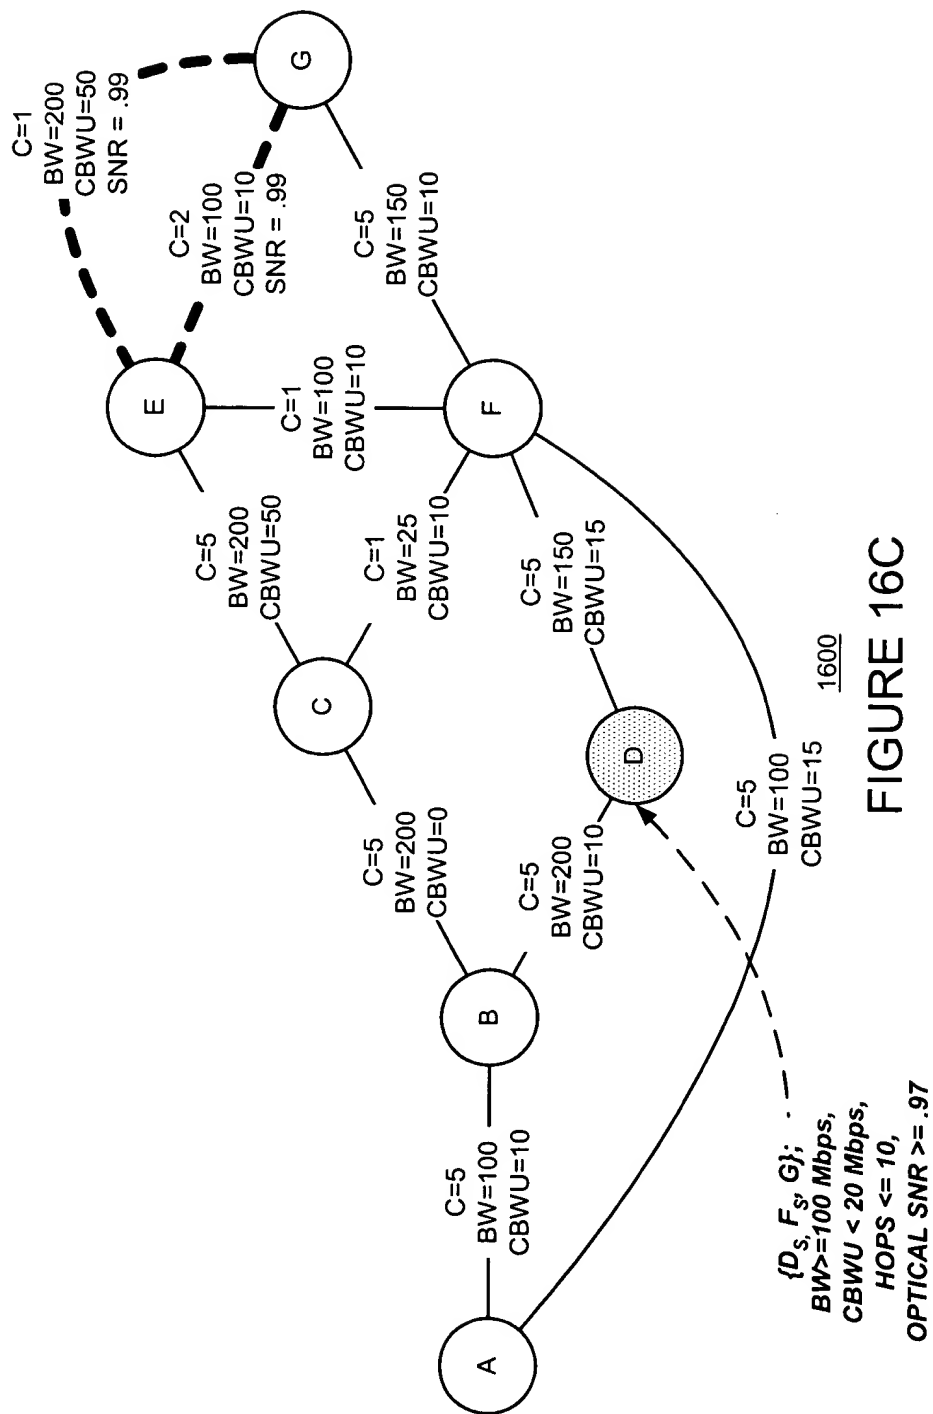 C=1
BW=200
CBWU=50
SNR = .99
G
C=2
BW=100
CBWU=10
SNR = .99
C=5
BW=150
CBWU=10
E
C=1
BW=100
CBWU=10
F
C=5
BW=200
CBWU=50
C=1
BW=25
CBWU=10
C=5
BW=150
CBWU=15
C
D
C=5
BW=200
CBWU=0
C=5
BW=200
CBWU=10
B
C=5
BW=100
CBWU=10
A
C=5
BW=100
CBWU=15
{DS, FS, G};
BW>=100 Mbps,
CBWU < 20 Mbps,
HOPS <= 10,
OPTICAL SNR >= .97
1600
FIGURE 16C